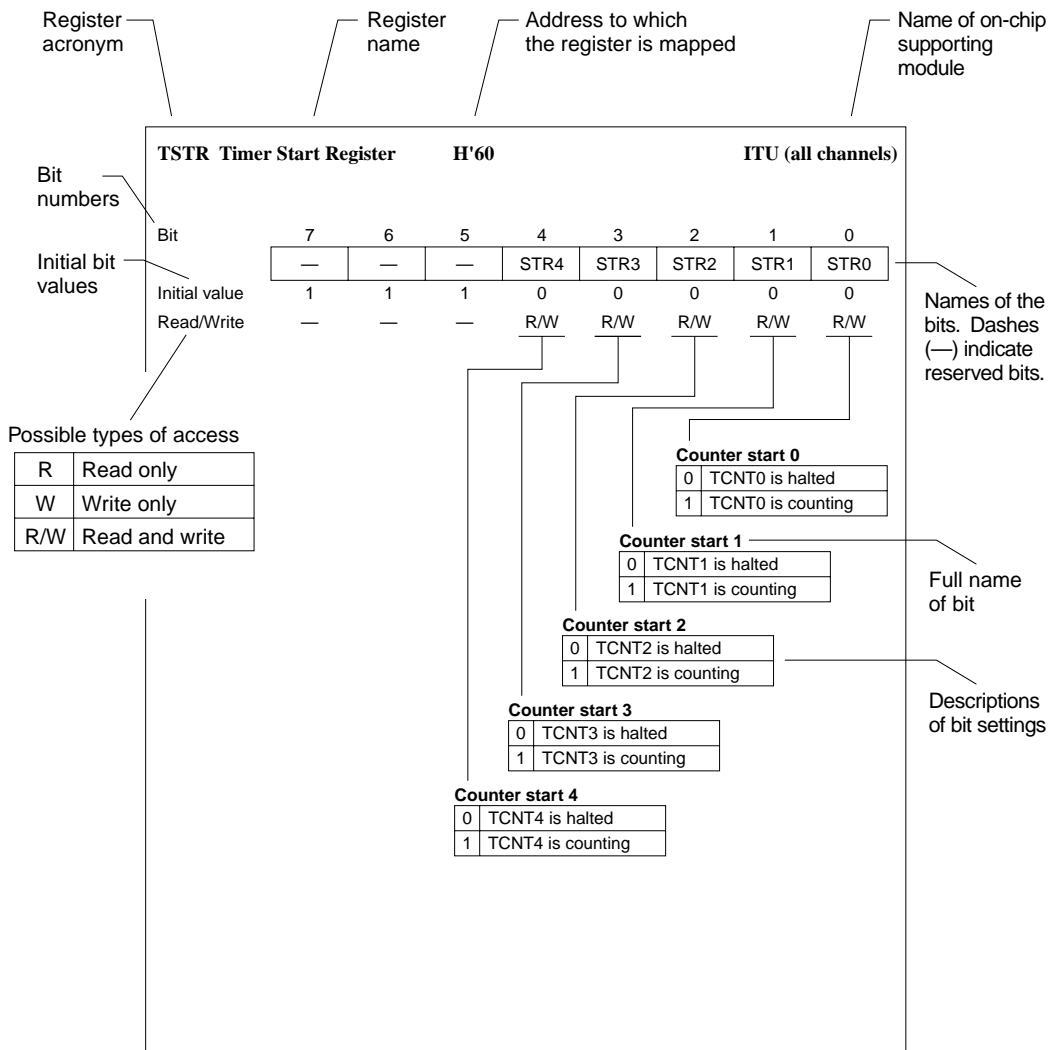 Register
acronym
Register
name
Address to which
the register is mapped
Name of on-chip
supporting
module
TSTR Timer Start Register H'60 ITU (all channels)
Bit
numbers
Bit 7 6 5 4 3 2 1 0
— — — STR4 STR3 STR2 STR1 STR0
Initial bit
values
Initial value 1 1 1 0 0 0 0 0
Read/Write — — — R/W R/W R/W R/W R/W
Names of the
bits. Dashes
(—) indicate
reserved bits.
Possible types of access
R Read only
W Write only
R/W Read and write
Counter start 0
0 TCNT0 is halted
1 TCNT0 is counting
Counter start 1
0 TCNT1 is halted
1 TCNT1 is counting
Full name
of bit
Counter start 2
0 TCNT2 is halted
1 TCNT2 is counting
Descriptions
of bit settings
Counter start 3
0 TCNT3 is halted
1 TCNT3 is counting
Counter start 4
0 TCNT4 is halted
1 TCNT4 is counting